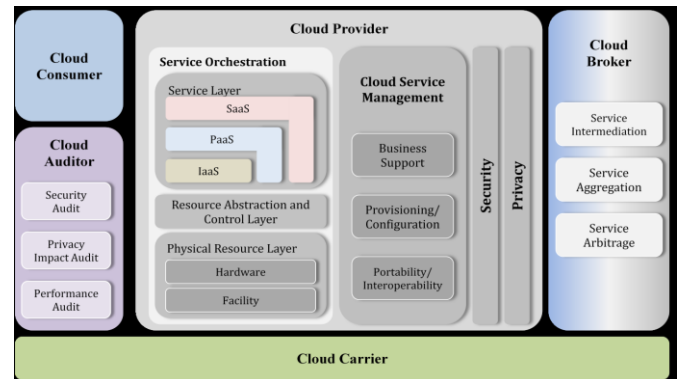 Cloud
Consumer
Cloud
Auditor
Security
Audit
Privacy
Impact Audit
Performance
Audit
Cloud Provider
Service Orchestration
Service Layer
SaaS
PaaS
IaaS
Resource Abstraction and
Control Layer
Physical Resource Layer
Hardware
Facility
Cloud Service
Management
Business
Support
Provisioning/
Configuration
Portability/
Interoperability
Security
Privacy
Cloud
Broker
Service
Intermediation
Service
Aggregation
Service
Arbitrage
Cloud Carrier